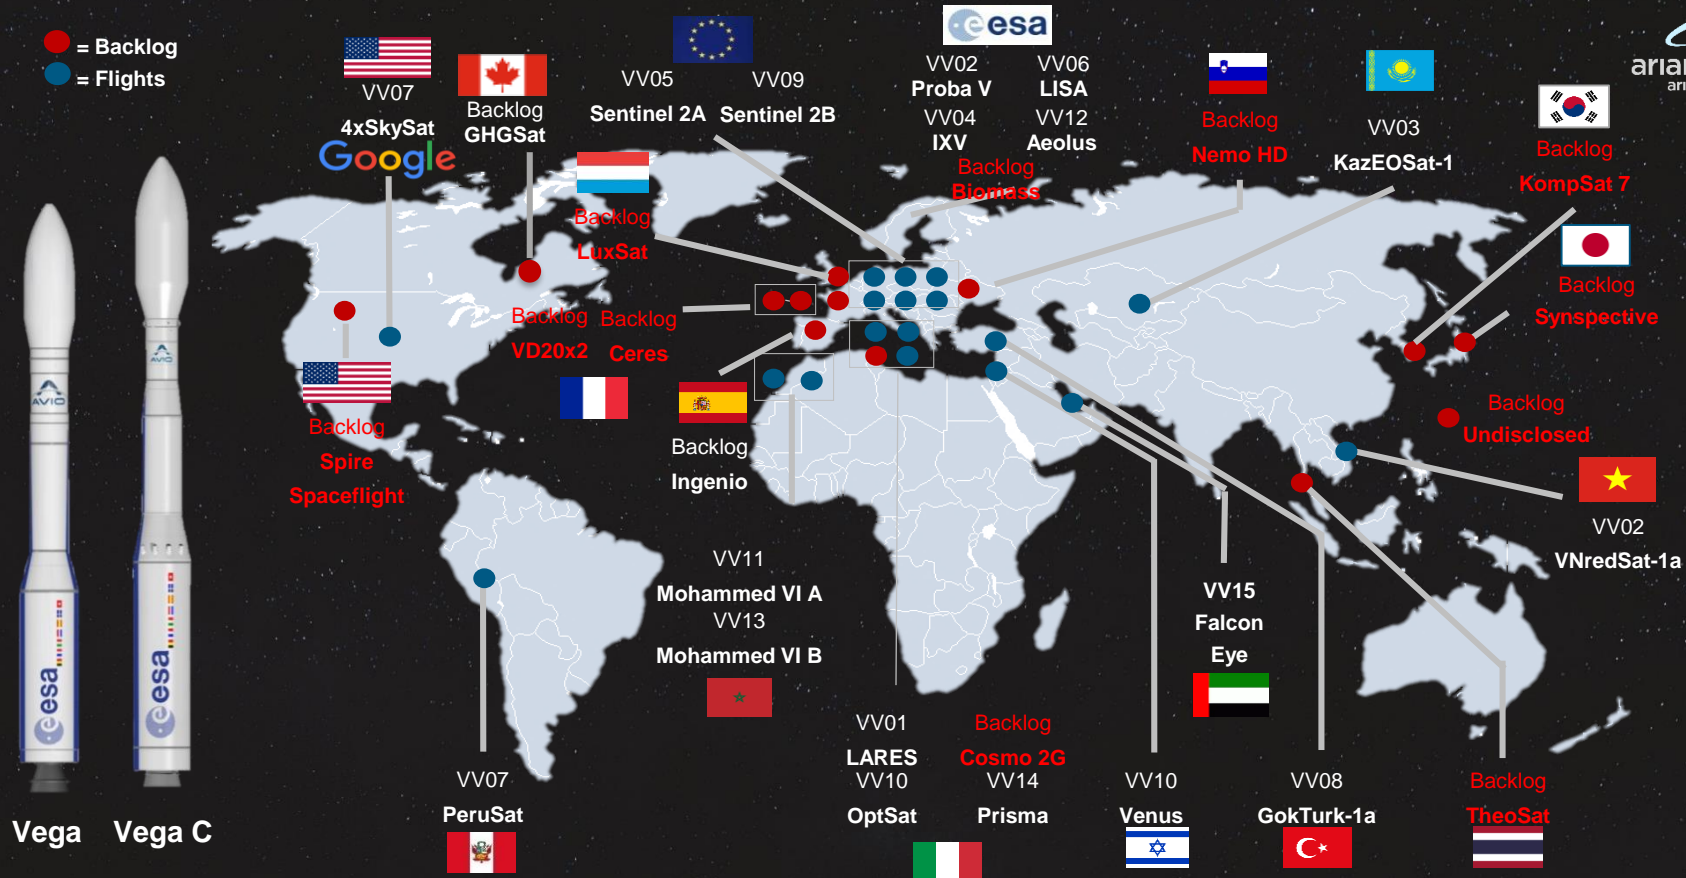 = Backlog
= Flights
VV07
4xSkySat
Google
Backlog
GHGSat
VV05
Sentinel 2A
VV09
Sentinel 2B
esa
VV02
Proba V
VV06
LISA
VV04
IXV
VV12
Aeolus
Backlog
Biomass
Backlog
Nemo HD
VV03
KazEOSat-1
Backlog
KompSat 7
Backlog
Synspective
Backlog
Undisclosed
VV02
VNredSat-1a
Backlog
LuxSat
Backlog
VD20x2
Backlog
Ceres
Backlog
Ingenio
Backlog
Spire
Spaceflight
VV11
Mohammed VI A
VV13
Mohammed VI B
VV15
Falcon
Eye
VV01
LARES
Backlog
Cosmo 2G
VV10
OptSat
VV14
Prisma
VV10
Venus
VV08
GokTurk-1a
Backlog
TheoSat
VV07
PeruSat
AVIO
esa
AVIO
esa
Vega
Vega C